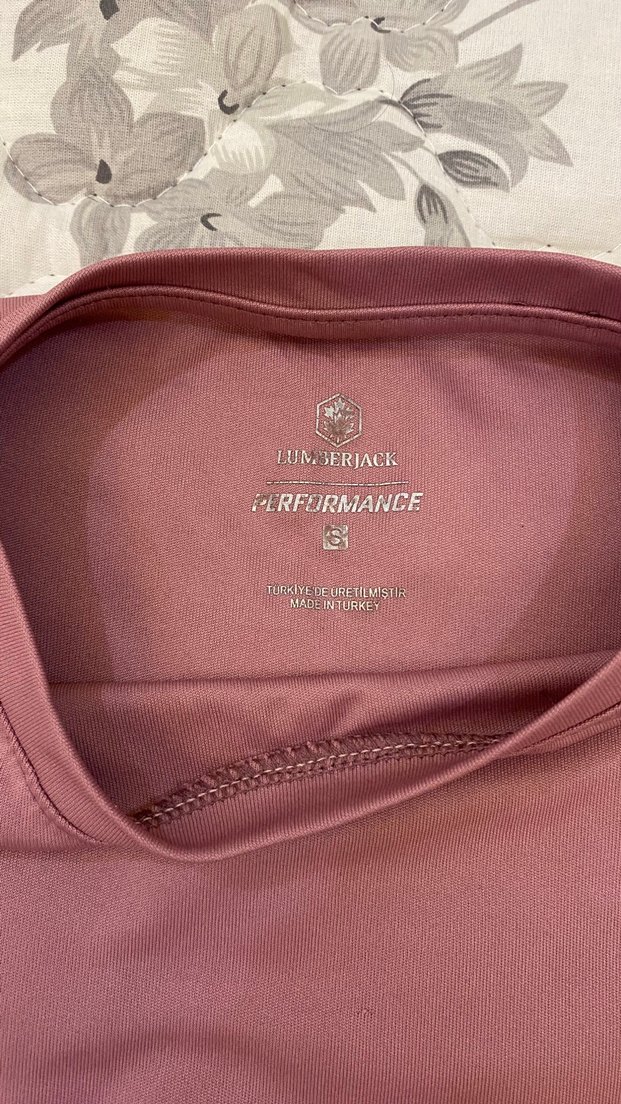 LUMBERJACK
PERFORMANCE
S
TÜRKİYE'DE ÜRETİLMİŞTİR
MADE IN TURKEY